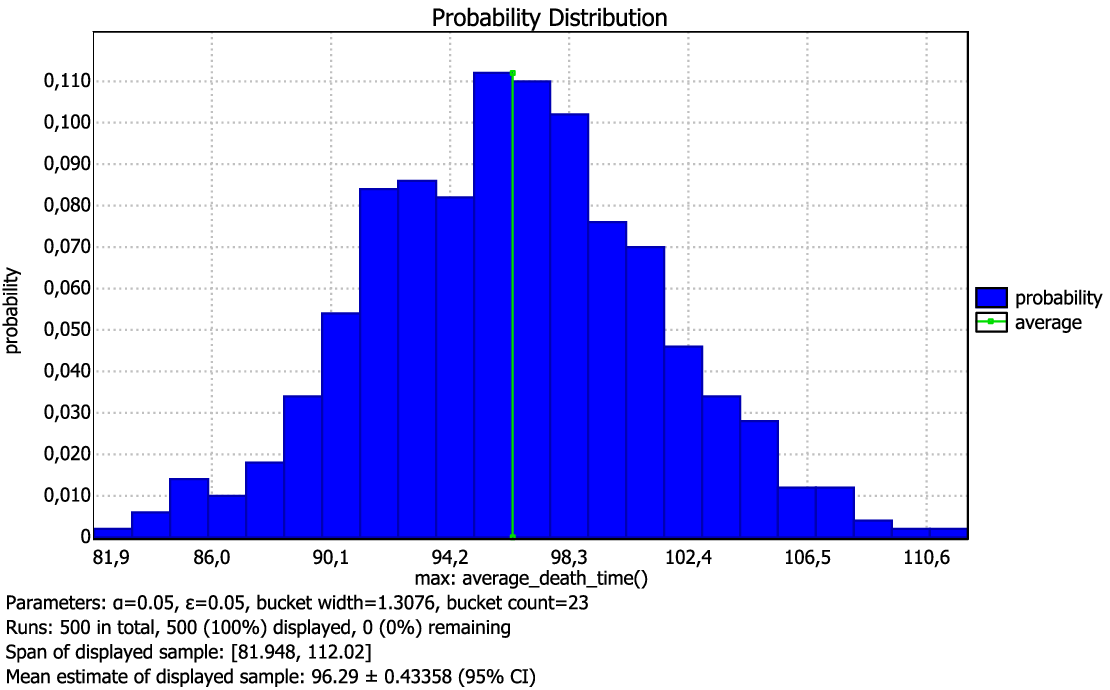 Probability Distribution
0,110
0,100
0,090
0,080
0,070
0,060
0,050
0,040
0,030
0,020
0,010
0
probability
81,9 86,0 90,1 94,2 98,3 102,4 106,5 110,6
max: average_death_time()
probability
average
Parameters: α=0.05, ε=0.05, bucket width=1.3076, bucket count=23
Runs: 500 in total, 500 (100%) displayed, 0 (0%) remaining
Span of displayed sample: [81.948, 112.02]
Mean estimate of displayed sample: 96.29 ± 0.43358 (95% CI)